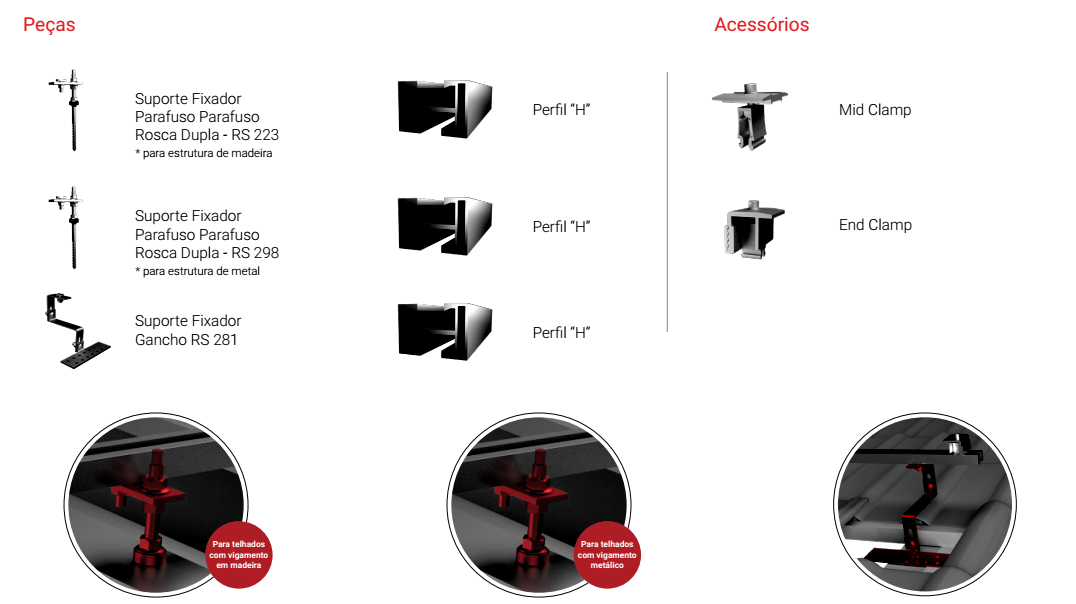 Peças
Acessórios
Suporte Fixador
Parafuso Parafuso
Rosca Dupla - RS 223
* para estrutura de madeira
Perfil “H”
Mid Clamp
Suporte Fixador
Parafuso Parafuso
Rosca Dupla - RS 298
* para estrutura de metal
Perfil “H”
End Clamp
Suporte Fixador
Gancho RS 281
Perfil “H”
Para telhados
com vigamento
em madeira
Para telhados
com vigamento
metálico